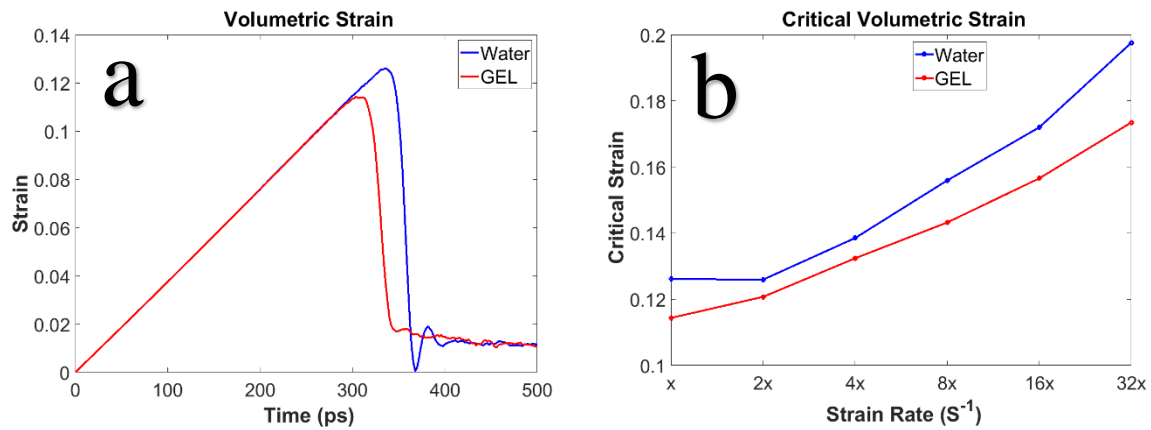 Volumetric Strain
a
Water
GEL
0.14
0.12
0.1
0.08
0.06
0.04
0.02
0
Strain
0
100
200
300
400
500
Time (ps)
Critical Volumetric Strain
b
Water
GEL
0.2
0.18
0.16
0.14
0.12
0.1
Critical Strain
x
2x
4x
8x
16x
32x
Strain Rate (S⁻¹)